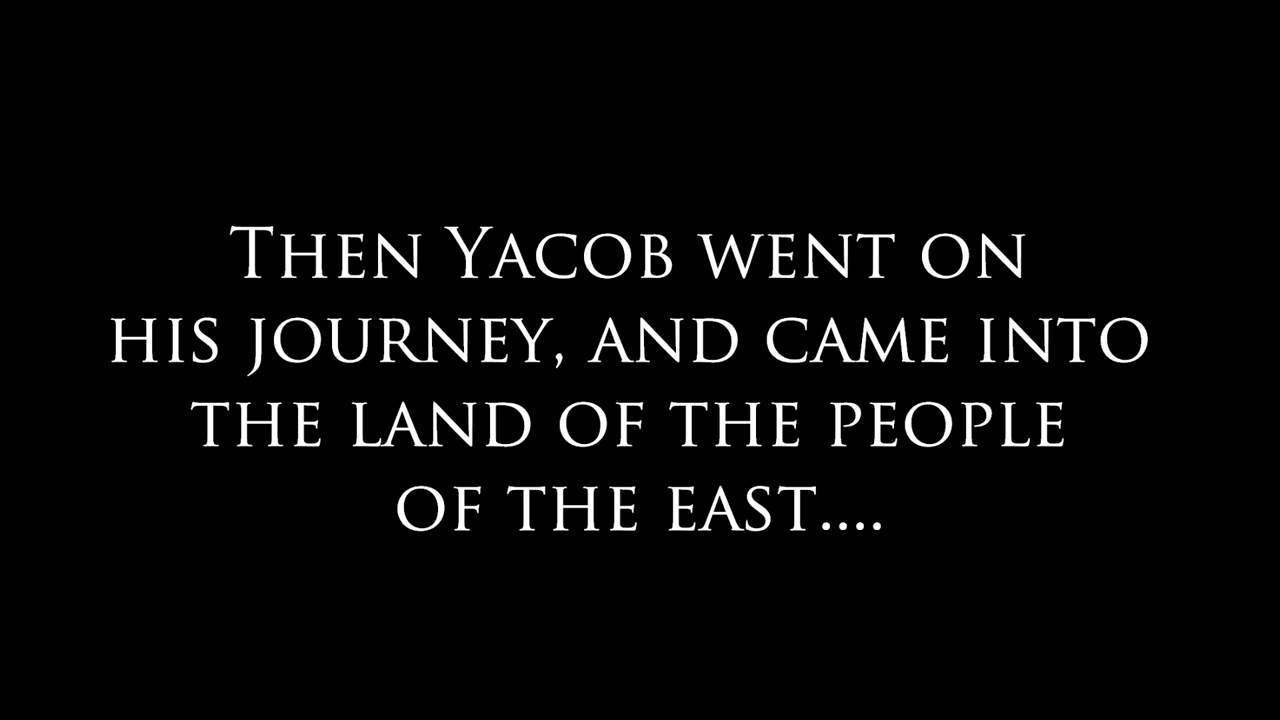 Then Yacob went on
his journey, and came into
the land of the people
of the east....